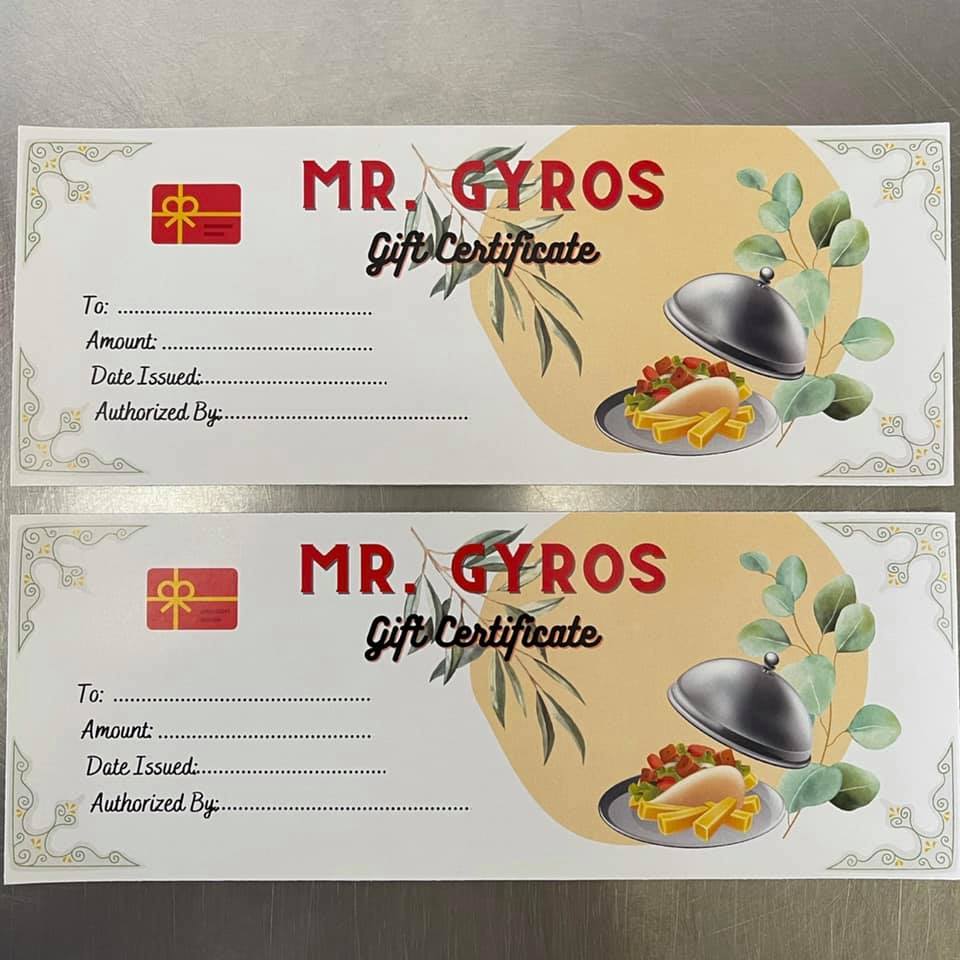 MR. GYROS
Gift Certificate
To: ..........................................
Amount: ...................................
Date Issued:...............................
Authorized By:.........................................
MR. GYROS
Gift Certificate
To: ..........................................
Amount: ...................................
Date Issued:...............................
Authorized By:.........................................